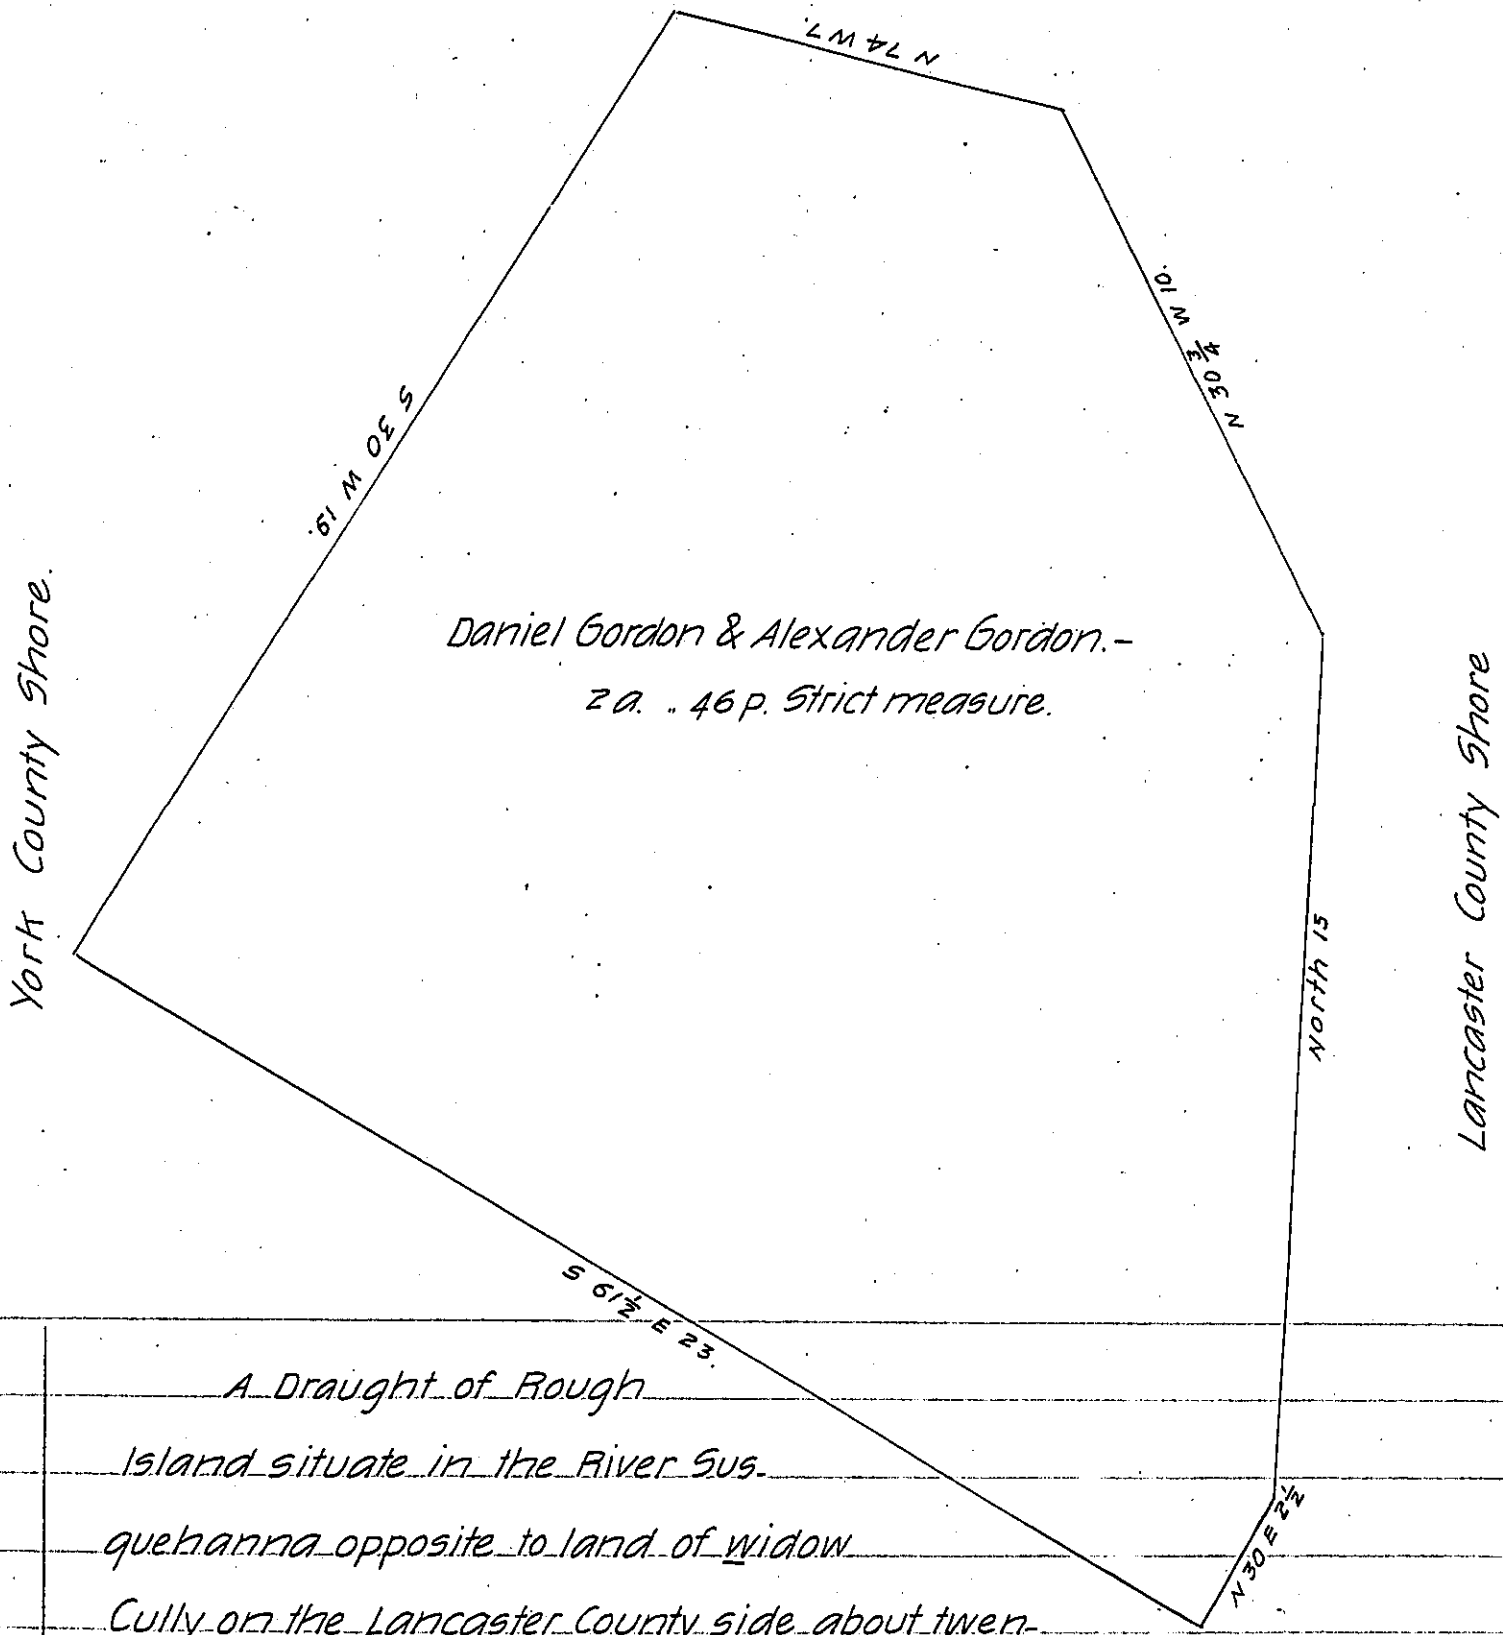 N 74 W 7.
N 30 3/4 W 10.
S 30 W 19.
York County Shore.
Daniel Gordon & Alexander Gordon.-
2 a. .. 46 p. Strict measure.
Lancaster County Shore
North 15
S 61 1/2 E 23.
N 30 E 2 1/2
A Draught of Rough
Island situate in the River Sus-
quehanna opposite to land of widow
Cully on the Lancaster County side about twen-